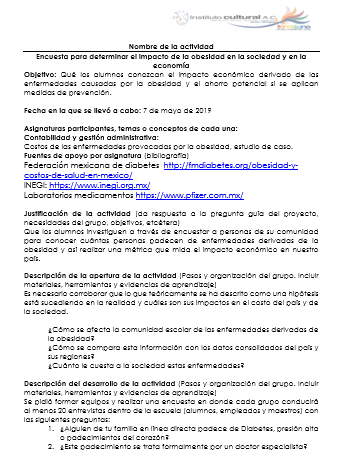 Instituto cultural A.C.
Nombre de la actividad
Encuesta para determinar el impacto de la obesidad en la sociedad y en la
economía
Objetivo: Qué los alumnos conozcan el impacto económico derivado de las
enfermedades causadas por la obesidad y el ahorro potencial si se aplican
medidas de prevención.
Fecha en la que se llevó a cabo: 7 de mayo de 2019
Asignaturas participantes, temas o conceptos de cada una:
Contabilidad y gestión administrativa:
Costos de las enfermedades provocadas por la obesidad, estudio de caso.
Fuentes de apoyo por asignatura (bibliografía)
Federación mexicana de diabetes http://fmdiabetes.org/obesidad-y-
costos-de-salud-en-mexico/
INEGI: https://www.inegi.org.mx/
Laboratorios medicamentos https://www.pfizer.com.mx/
Justificación de la actividad (da respuesta a la pregunta guía del proyecto,
necesidades del grupo, objetivos, etcétera)
Que los alumnos investiguen a través de encuestar a personas de su comunidad
para conocer cuántas personas padecen de enfermedades derivadas de la
obesidad y así realizar una métrica que mida el impacto económico en nuestro
país.
Descripción de la apertura de la actividad (Pasos y organización del grupo. Incluir
materiales, herramientas y evidencias de aprendizaje)
Es necesario corroborar que lo que teóricamente se ha descrito como una hipótesis
está sucediendo en la realidad y cuáles son sus impactos en el costo del país y de
la sociedad.
¿Cómo se afecta la comunidad escolar de las enfermedades derivadas de
la obesidad?
¿Cómo se compara esta información con los datos consolidados del país y
sus regiones?
¿Cuánto le cuesta a la sociedad estas enfermedades?
Descripción del desarrollo de la actividad (Pasos y organización del grupo. Incluir
materiales, herramientas y evidencias de aprendizaje)
Se pidió formar equipos y realizar una encuesta en donde cada grupo conducirá
al menos 20 entrevistas dentro de la escuela (alumnos, empleados y maestros) con
las siguientes preguntas:
1. ¿Alguien de tu familia en línea directa padece de Diabetes, presión alta
o padecimientos del corazón?
2. ¿Este padecimiento se trata formalmente por un doctor especialista?